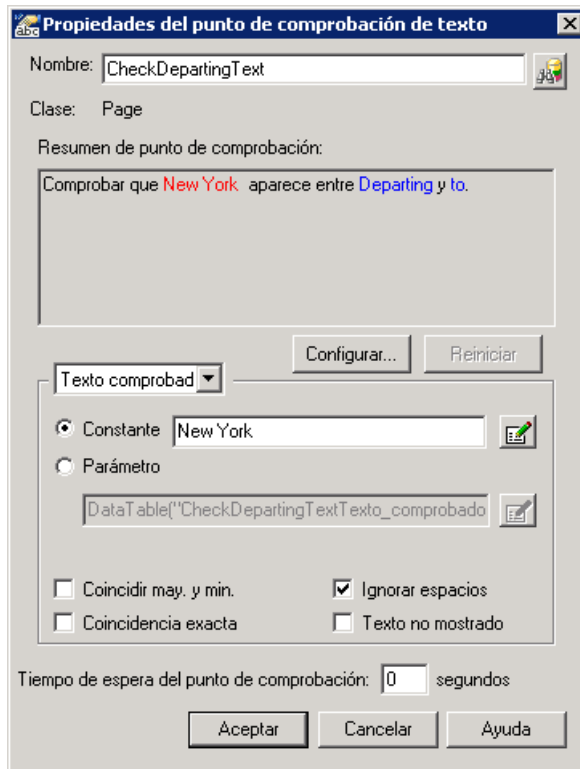 Propiedades del punto de comprobación de texto
Nombre: CheckDepartingText
Clase: Page
Resumen de punto de comprobación:
Comprobar que New York aparece entre Departing y to.
Configurar... Reiniciar
Texto comprobad
Constante New York
Parámetro
DataTable("CheckDepartingTextTexto_comprobado
Coincidir may. y min. Ignorar espacios
Coincidencia exacta Texto no mostrado
Tiempo de espera del punto de comprobación: 0 segundos
Aceptar Cancelar Ayuda